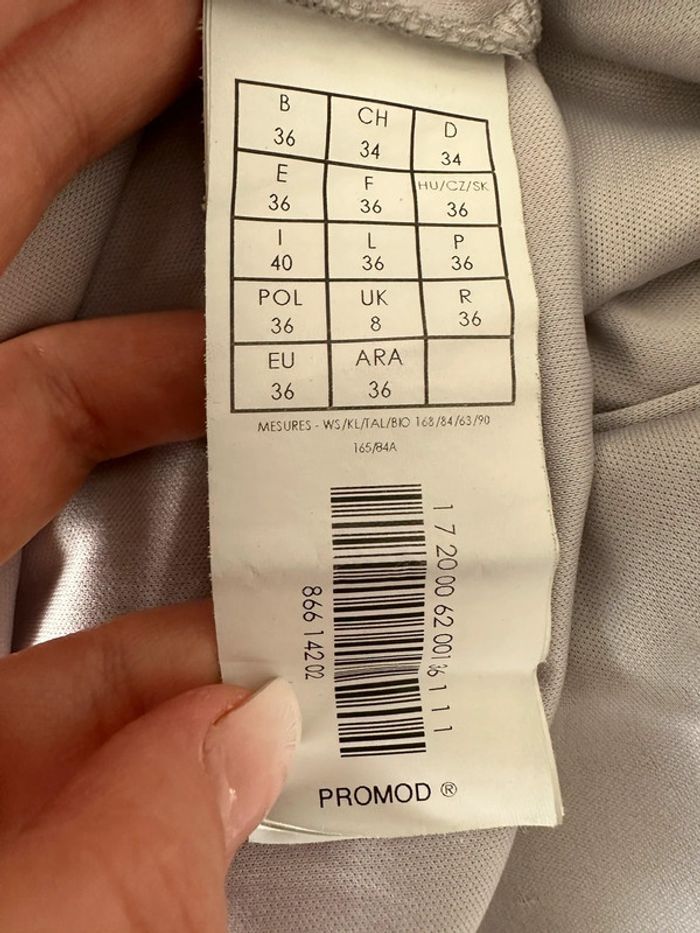 B CH D
36 34 34
E F HU/CZ/SK
36 36 36
I L P
40 36 36
POL UK R
36 8 36
EU ARA
36 36
MESURES - WS/KL/TAL/BIO 168/84/63/90
165/84A
1 7 20 00 62 001 36 1 1 1
866 142 02
PROMOD ®